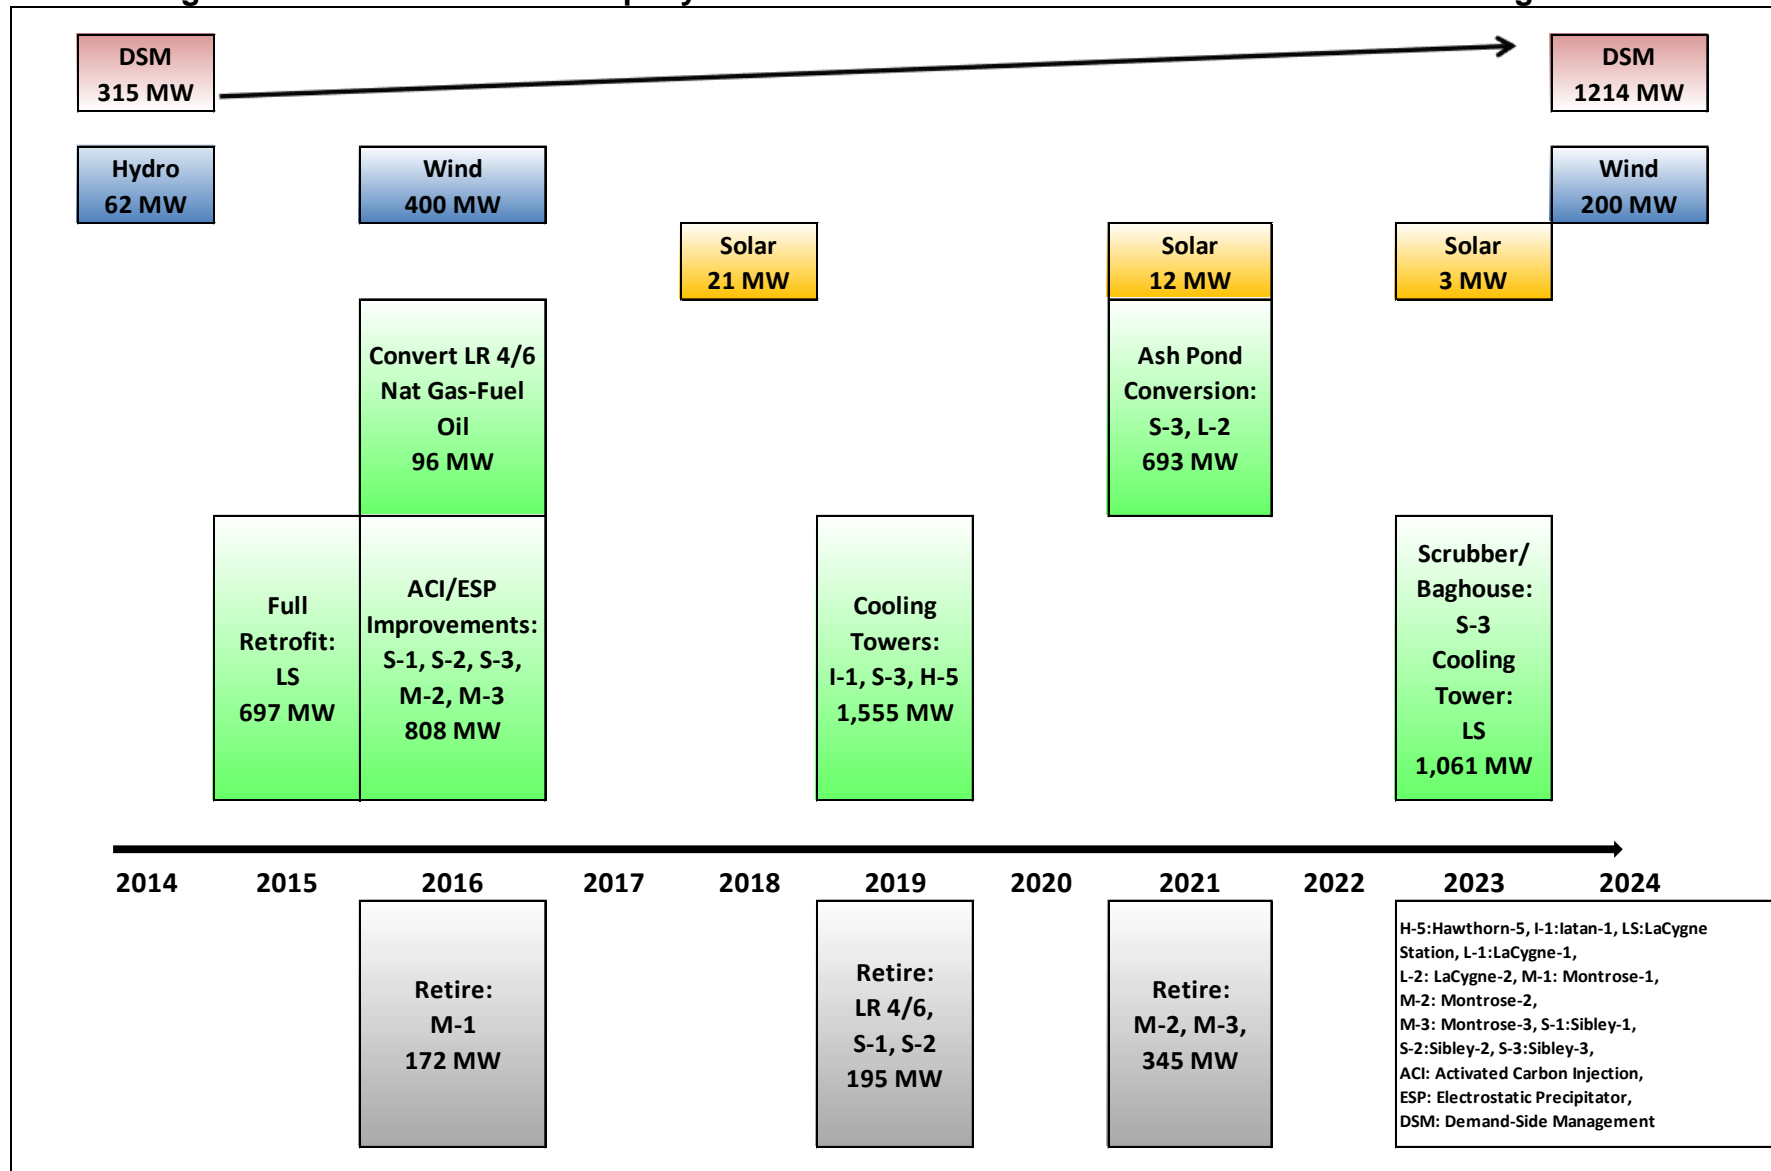 DSM
315 MW
DSM
1214 MW
Hydro
62 MW
Wind
400 MW
Wind
200 MW
Solar
21 MW
Solar
12 MW
Solar
3 MW
Convert LR 4/6
Nat Gas-Fuel
Oil
96 MW
Ash Pond
Conversion:
S-3, L-2
693 MW
Full
Retrofit:
LS
697 MW
ACI/ESP
Improvements:
S-1, S-2, S-3,
M-2, M-3
808 MW
Cooling
Towers:
I-1, S-3, H-5
1,555 MW
Scrubber/
Baghouse:
S-3
Cooling
Tower:
LS
1,061 MW
2014 2015 2016 2017 2018 2019 2020 2021 2022 2023 2024
Retire:
M-1
172 MW
Retire:
LR 4/6,
S-1, S-2
195 MW
Retire:
M-2, M-3,
345 MW
H-5:Hawthorn-5, I-1:Iatan-1, LS:LaCygne
Station, L-1:LaCygne-1,
L-2: LaCygne-2, M-1: Montrose-1,
M-2: Montrose-2,
M-3: Montrose-3, S-1:Sibley-1,
S-2:Sibley-2, S-3:Sibley-3,
ACI: Activated Carbon Injection,
ESP: Electrostatic Precipitator,
DSM: Demand-Side Management